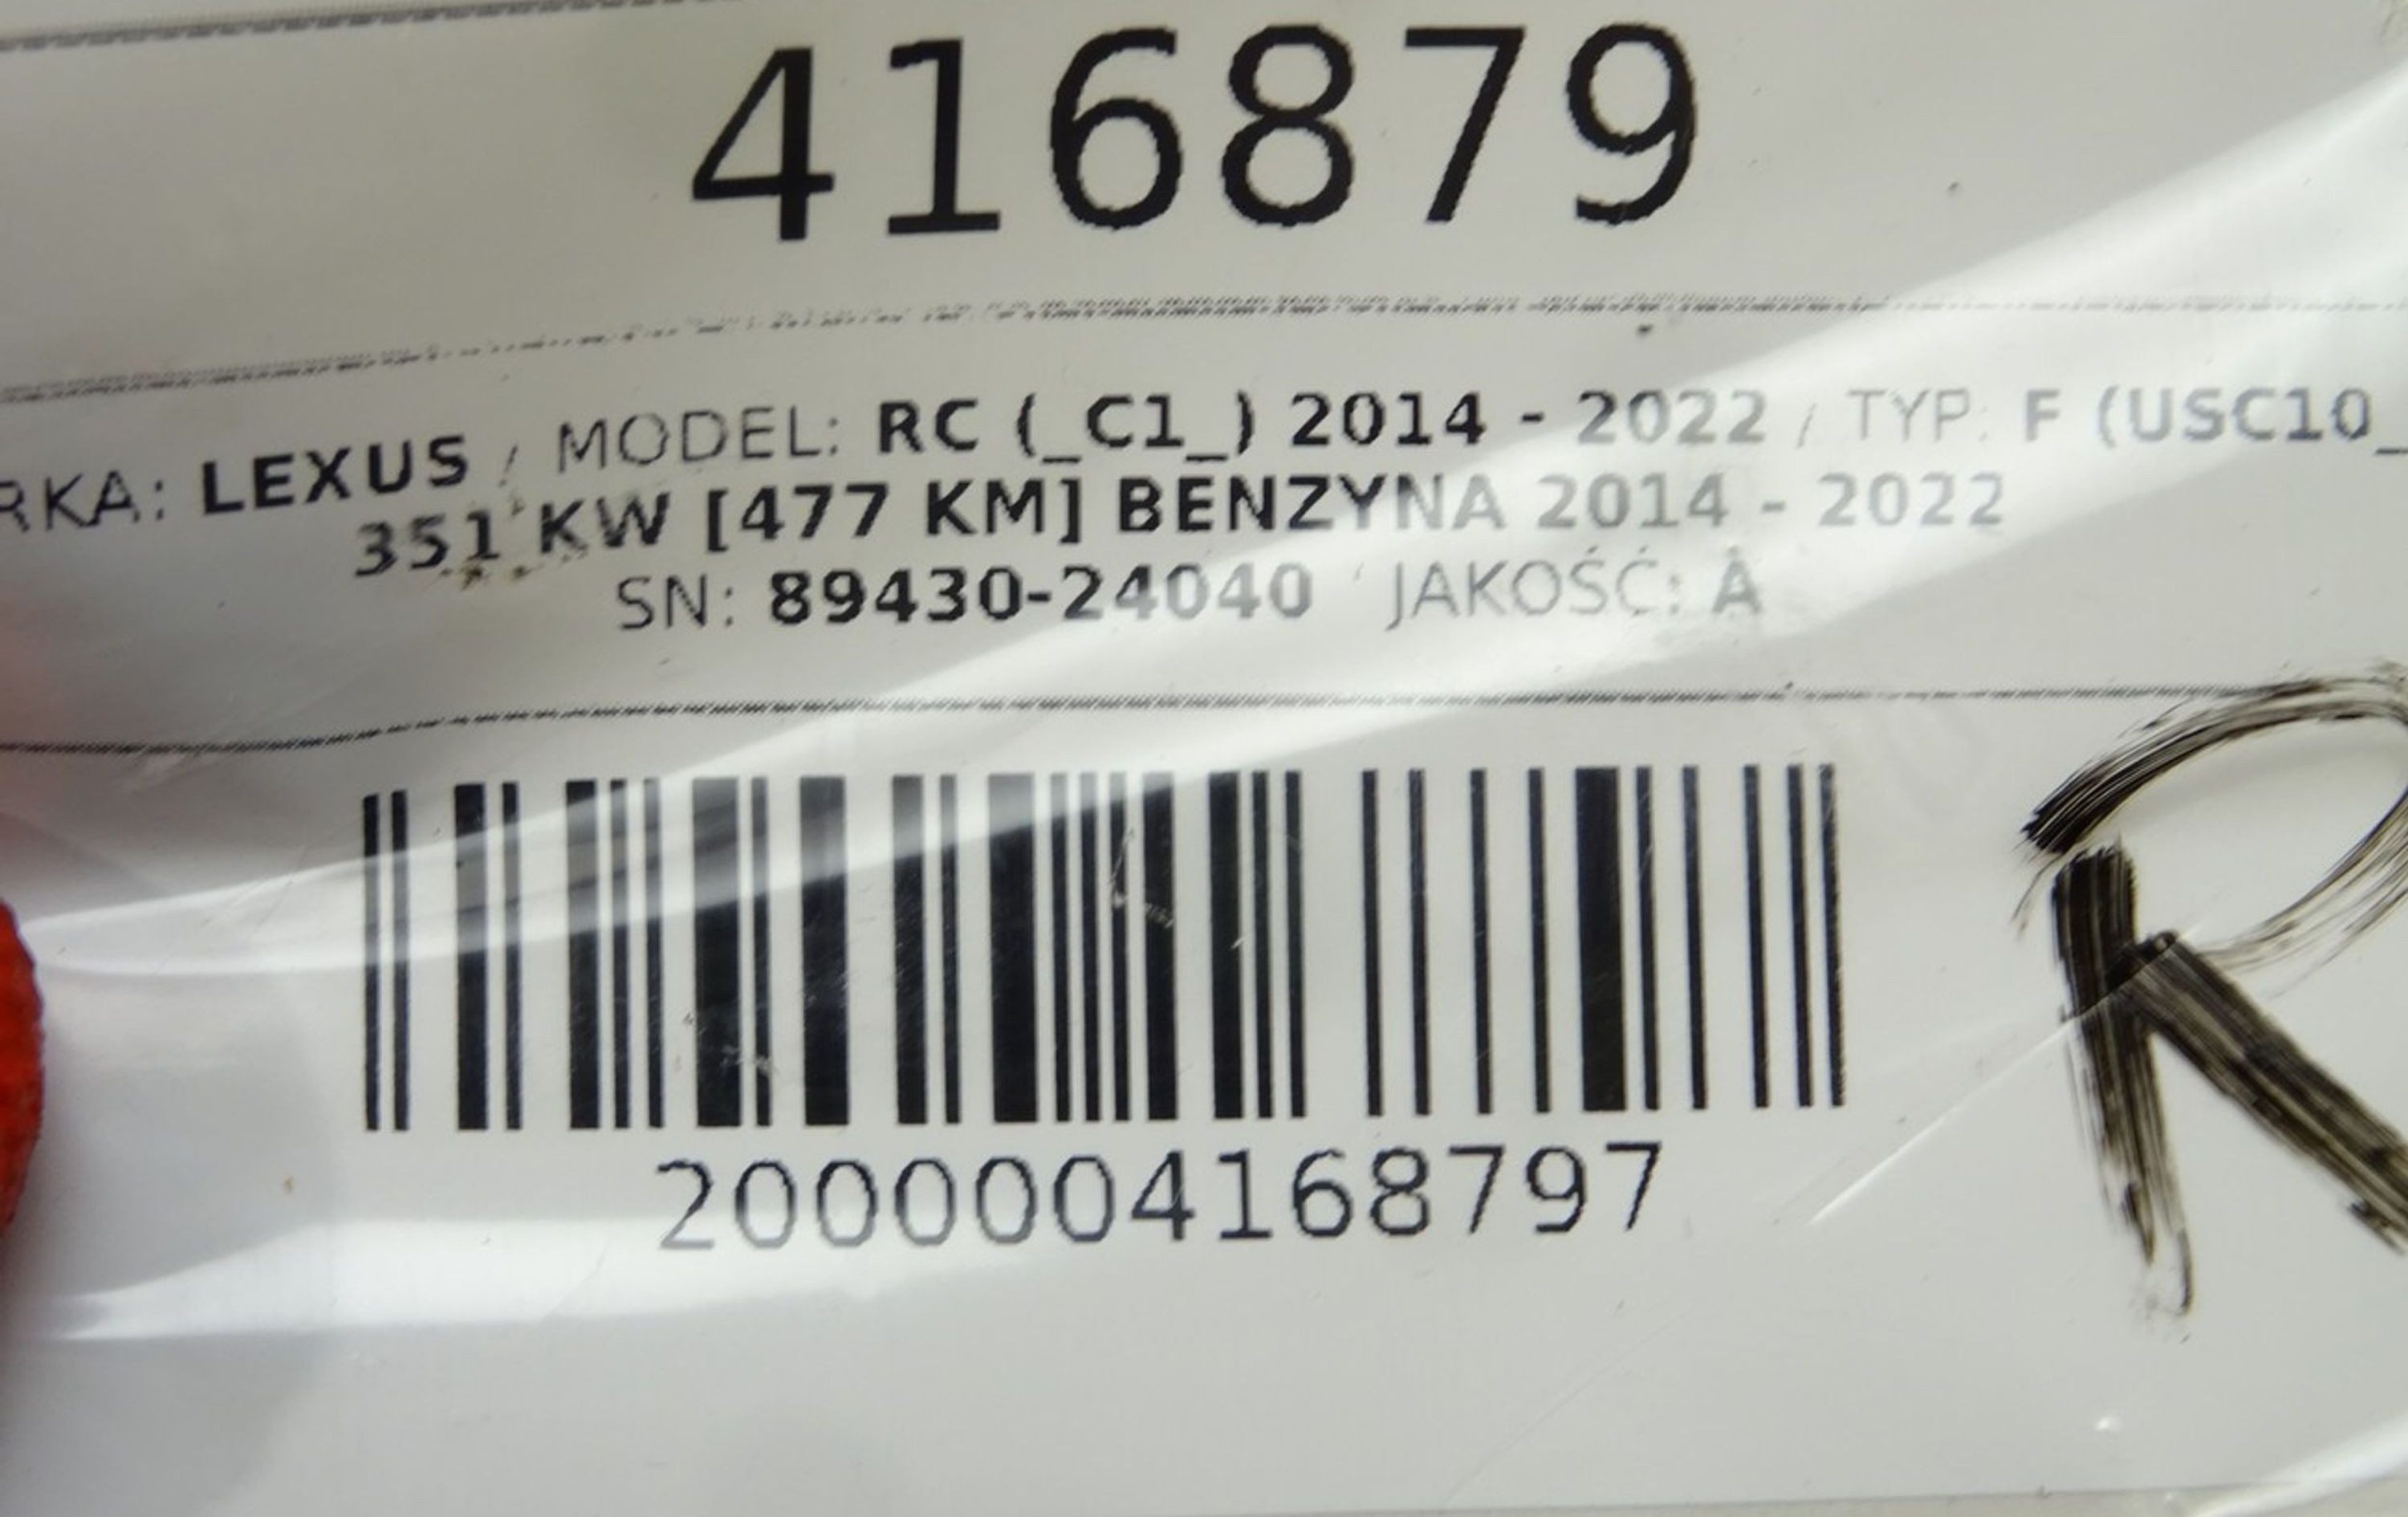 416879
RKA: LEXUS / MODEL: RC (_C1_) 2014 - 2022 / TYP: F (USC10_
351 KW [477 KM] BENZYNA 2014 - 2022
SN: 89430-24040 JAKOŚĆ: A
R
2000004168797